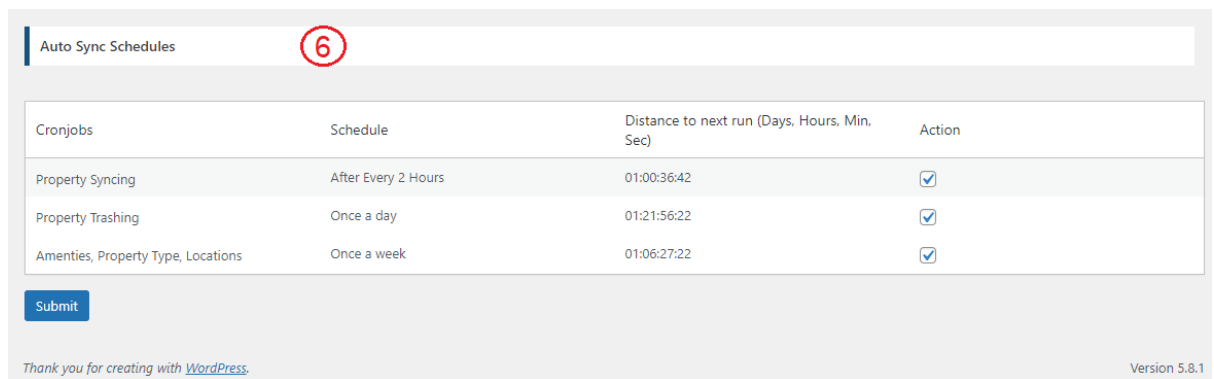 Auto Sync Schedules 6
Cronjobs Schedule Distance to next run (Days, Hours, Min, Sec) Action
Property Syncing After Every 2 Hours 01:00:36:42
Property Trashing Once a day 01:21:56:22
Amenties, Property Type, Locations Once a week 01:06:27:22
Submit
Thank you for creating with WordPress. Version 5.8.1